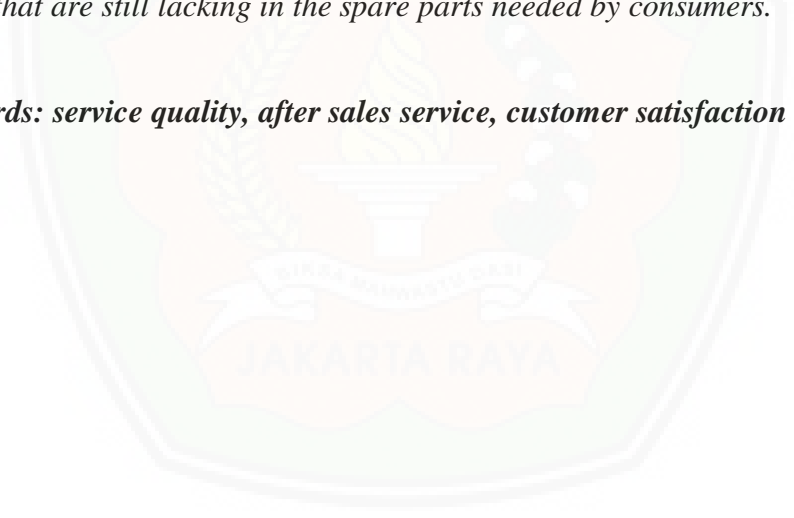 that are still lacking in the spare parts needed by consumers.
rds: service quality, after sales service, customer satisfaction
JAKARTA RAYA